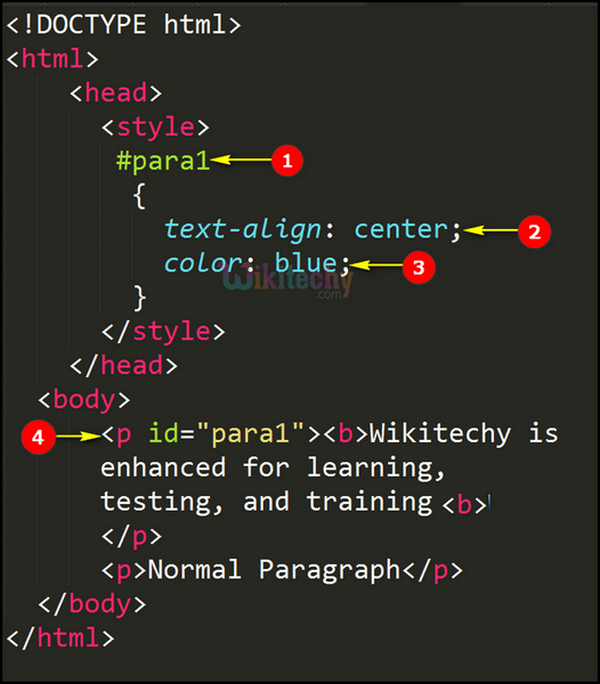 <!DOCTYPE html>
<html>
<head>
<style>
#para1 1
{
text-align: center; 2
color: blue; 3
Wikitechy
.com
}
</style>
</head>
<body>
4 <p id="para1"><b>Wikitechy is
enhanced for learning,
testing, and training <b>
</p>
<p>Normal Paragraph</p>
</body>
</html>